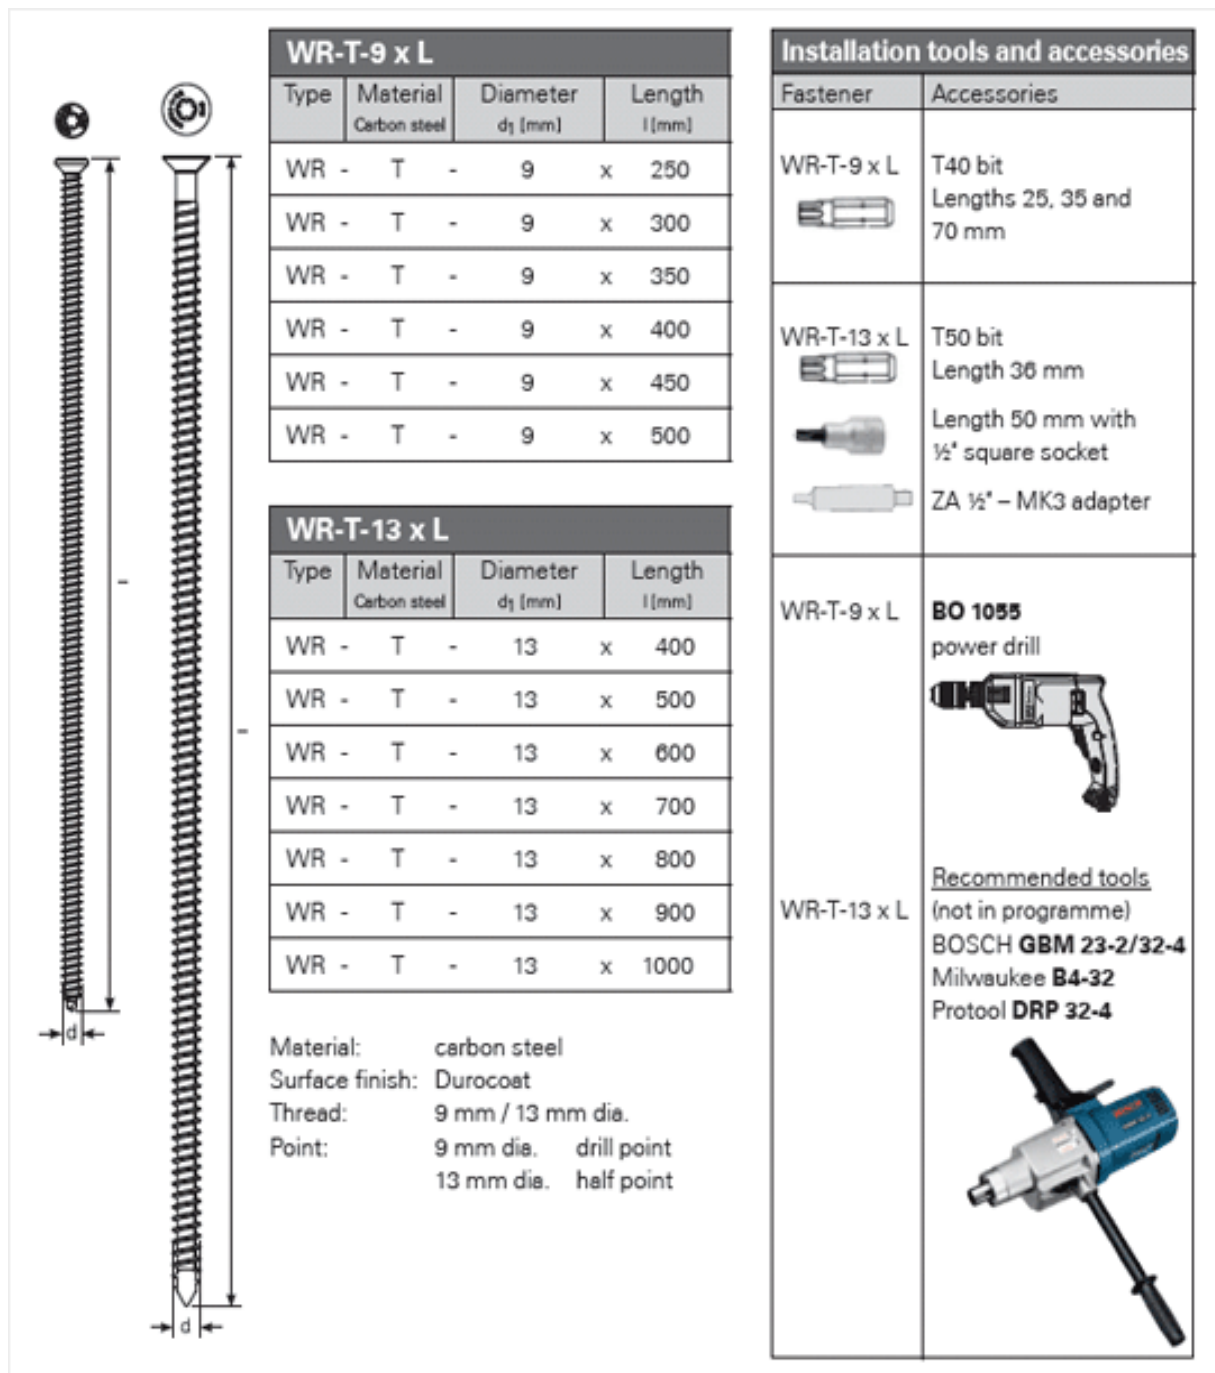 WR-T-9 x L
Type Material Diameter Length
Carbon steel d1 [mm] l [mm]
WR - T - 9 x 250
WR - T - 9 x 300
WR - T - 9 x 350
WR - T - 9 x 400
WR - T - 9 x 450
WR - T - 9 x 500
WR-T-13 x L
Type Material Diameter Length
Carbon steel d1 [mm] l [mm]
WR - T - 13 x 400
WR - T - 13 x 500
WR - T - 13 x 600
WR - T - 13 x 700
WR - T - 13 x 800
WR - T - 13 x 900
WR - T - 13 x 1000
Material: carbon steel
Surface finish: Durocoat
Thread: 9 mm / 13 mm dia.
Point: 9 mm dia. drill point
13 mm dia. half point
d
d
Installation tools and accessories
Fastener Accessories
WR-T-9 x L T40 bit
Lengths 25, 35 and
70 mm
WR-T-13 x L T50 bit
Length 36 mm
Length 50 mm with
½" square socket
ZA ½" – MK3 adapter
WR-T-9 x L BO 1055
power drill
Recommended tools
WR-T-13 x L (not in programme)
BOSCH GBM 23-2/32-4
Milwaukee B4-32
Protool DRP 32-4
BOSCH